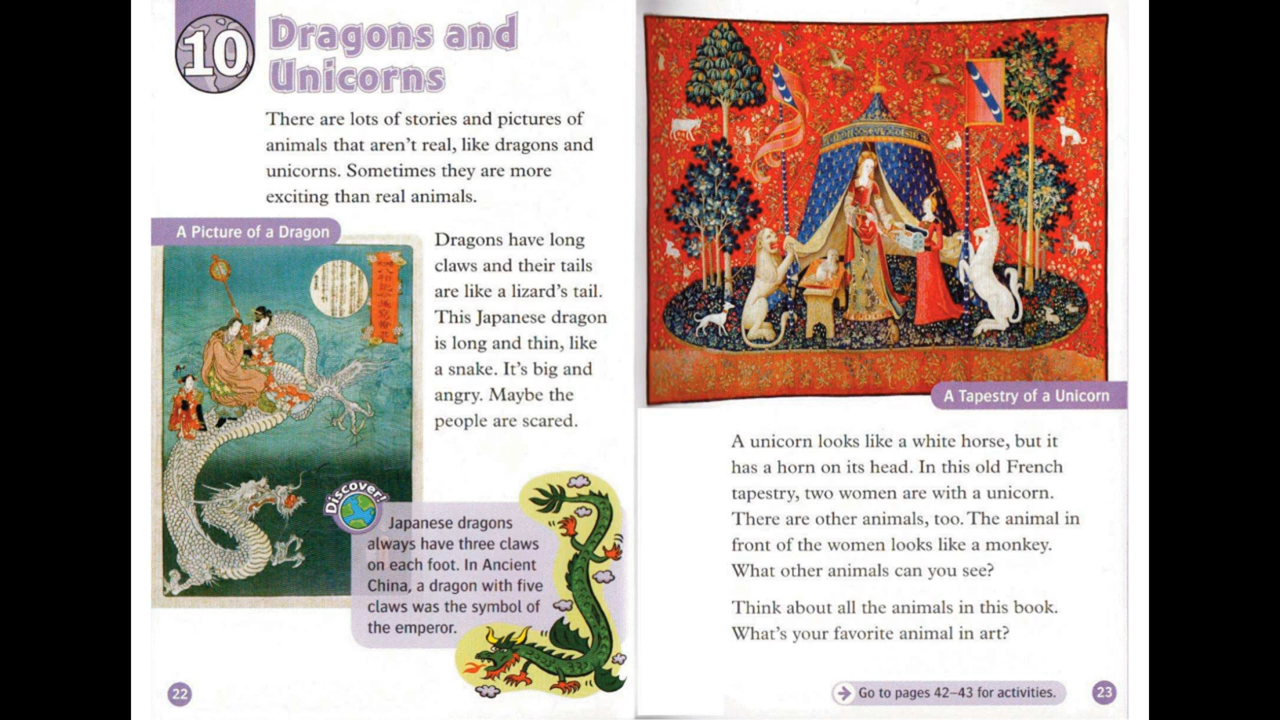 10
Dragons and
Unicorns
There are lots of stories and pictures of
animals that aren't real, like dragons and
unicorns. Sometimes they are more
exciting than real animals.
A Picture of a Dragon
Dragons have long
claws and their tails
are like a lizard's tail.
This Japanese dragon
is long and thin, like
a snake. It's big and
angry. Maybe the
people are scared.
Discover!
Japanese dragons
always have three claws
on each foot. In Ancient
China, a dragon with five
claws was the symbol of
the emperor.
22
A Tapestry of a Unicorn
A unicorn looks like a white horse, but it
has a horn on its head. In this old French
tapestry, two women are with a unicorn.
There are other animals, too. The animal in
front of the women looks like a monkey.
What other animals can you see?
Think about all the animals in this book.
What's your favorite animal in art?
Go to pages 42–43 for activities.
23